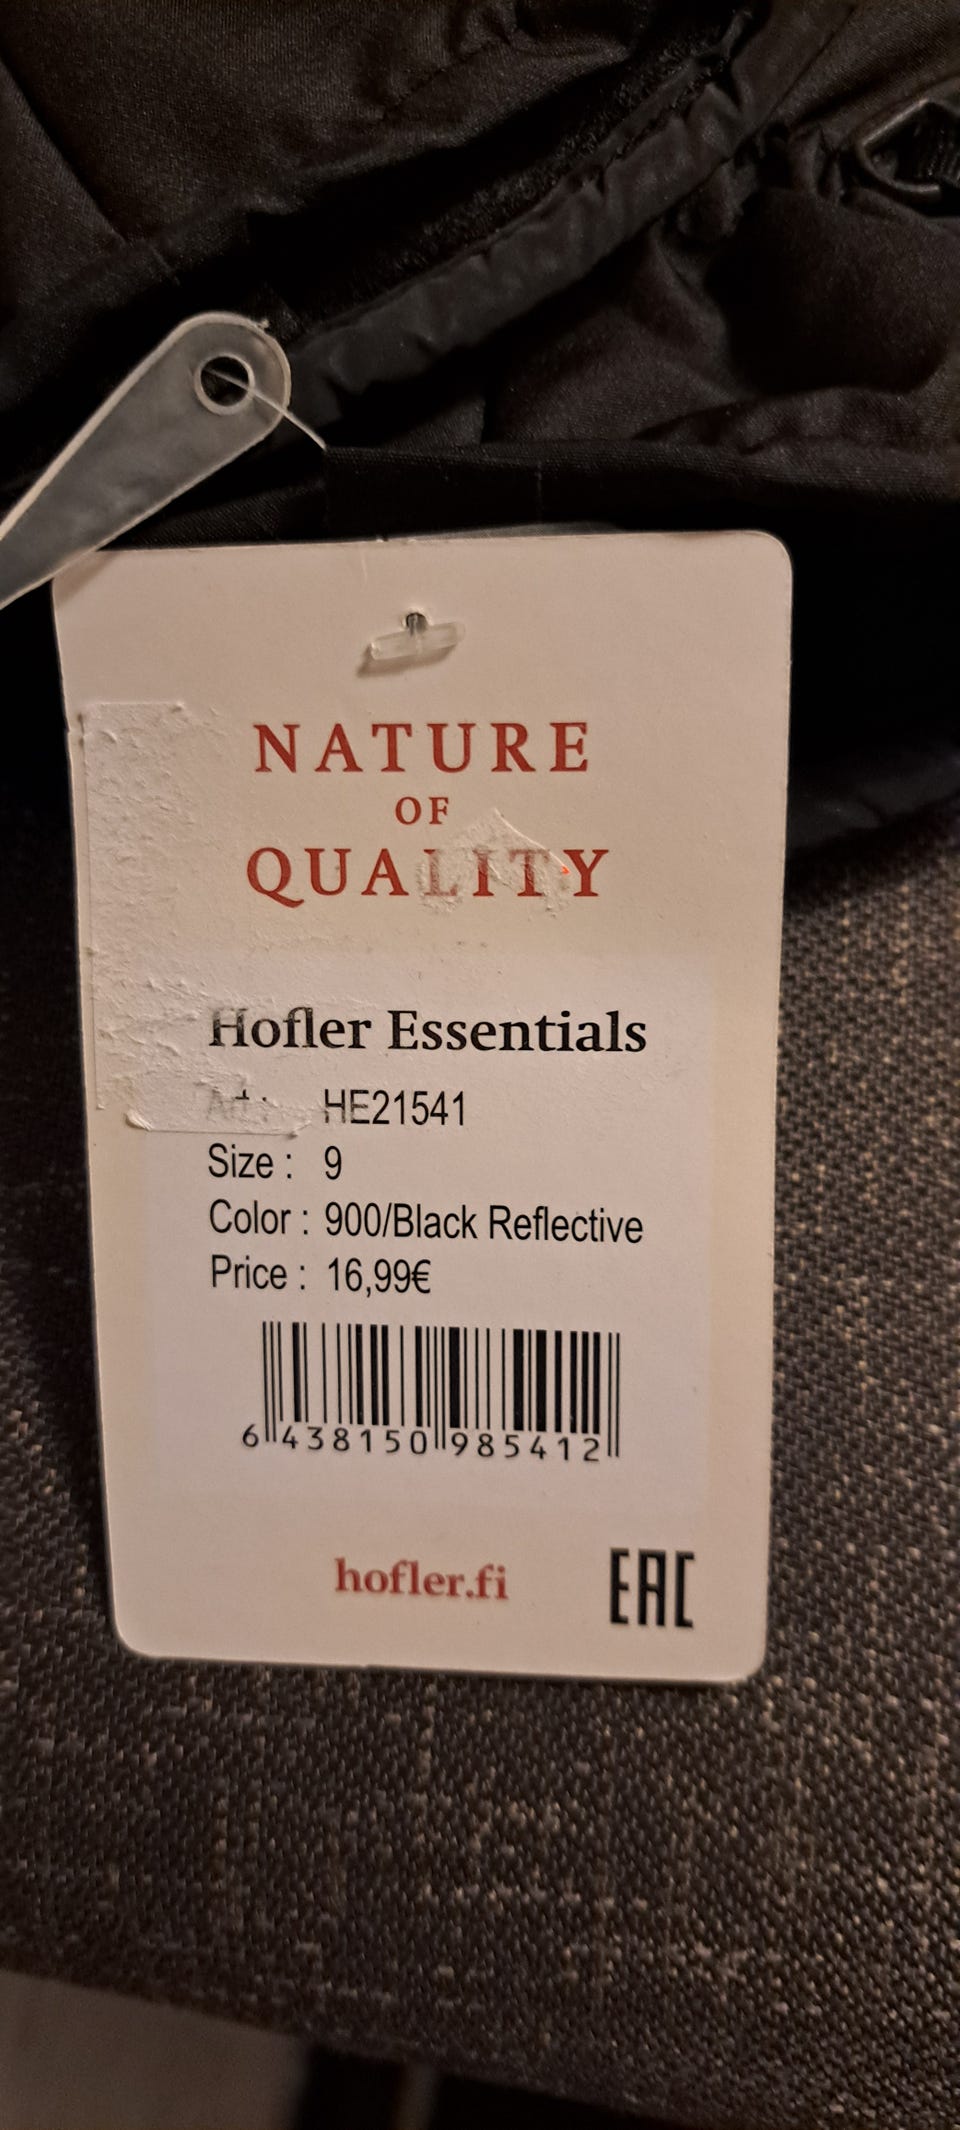 NATURE
OF
QUALITY
Hofler Essentials
Art : HE21541
Size : 9
Color : 900/Black Reflective
Price : 16,99€
6 438150 985412
hofler.fi
EAC